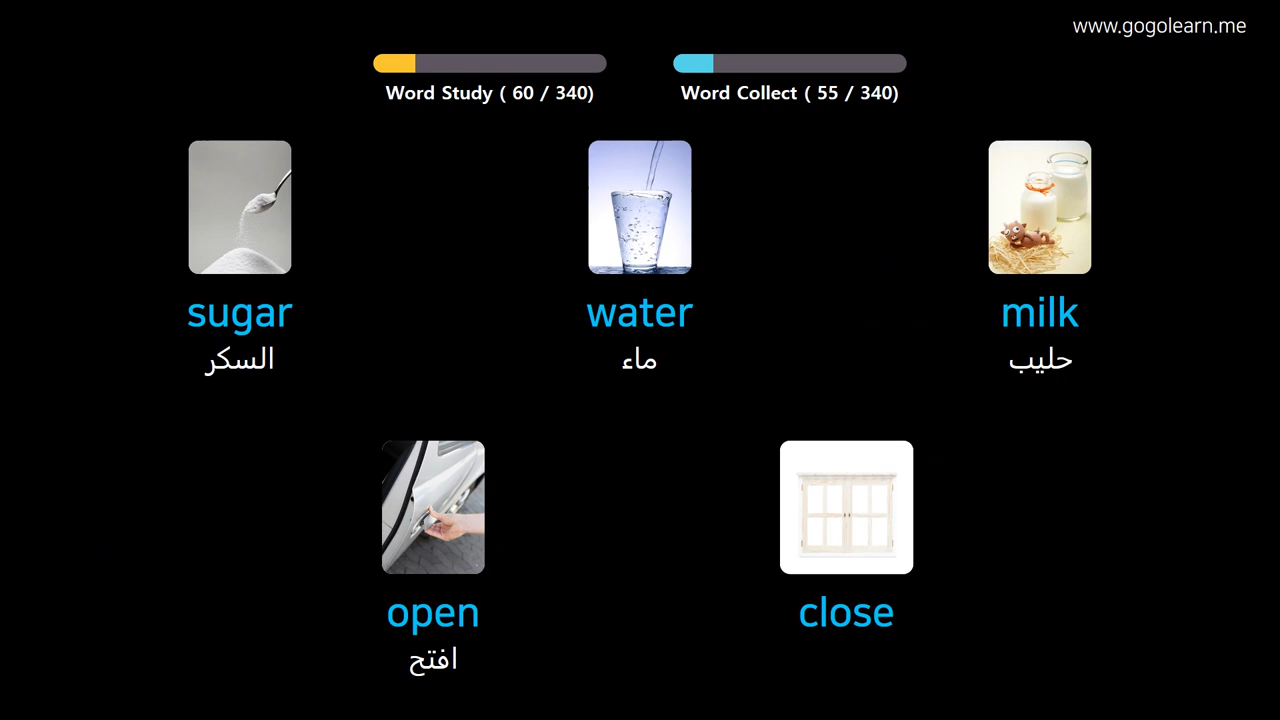 www.gogolearn.me
Word Study ( 60 / 340)
Word Collect ( 55 / 340)
sugar
السكر
water
ماء
milk
حليب
open
افتح
close